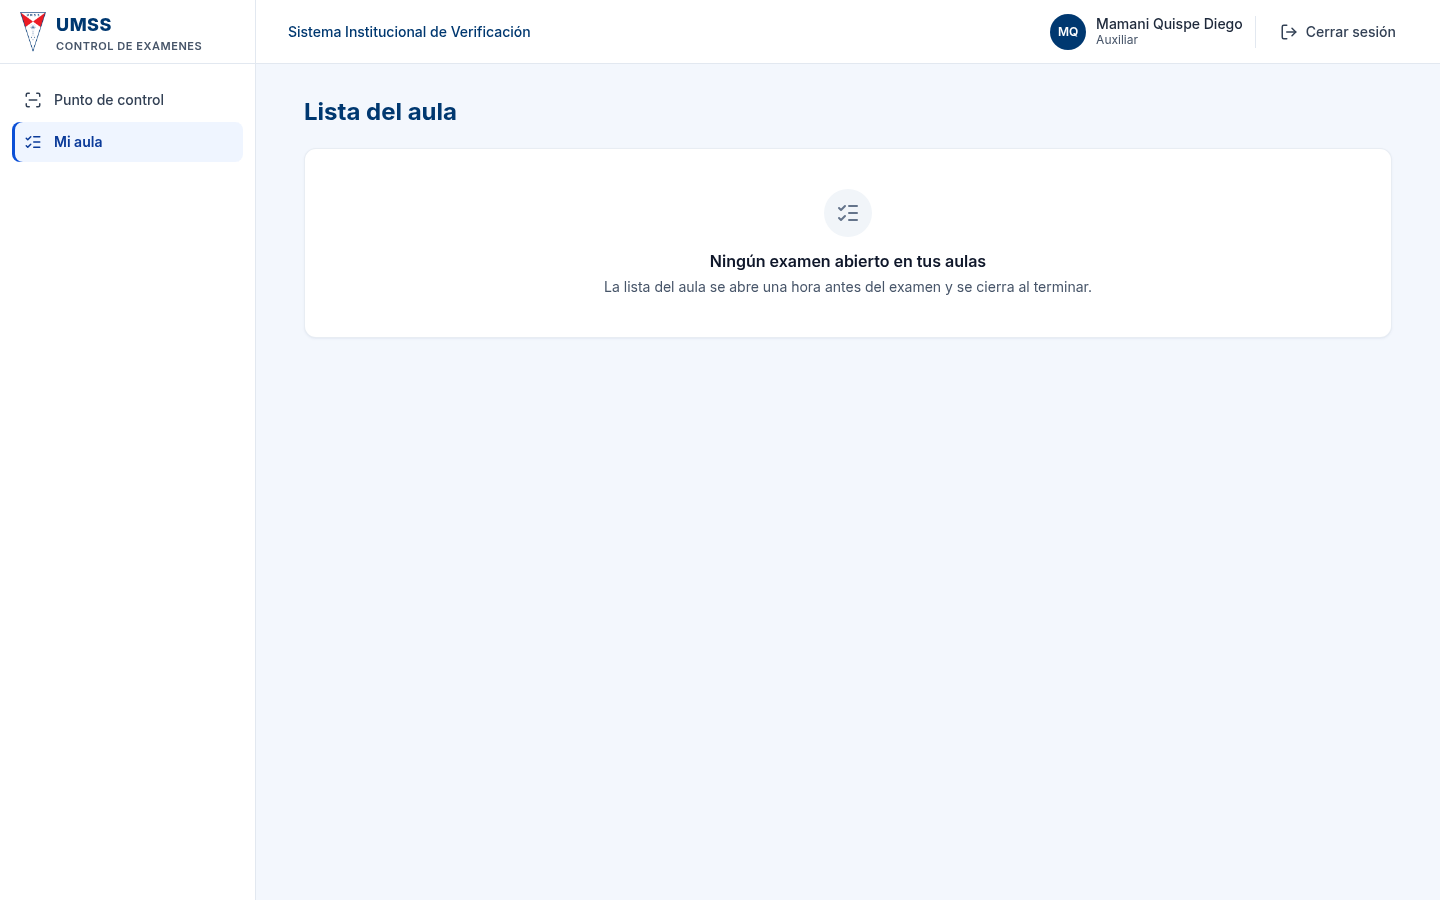 UMSS
CONTROL DE EXÁMENES
Sistema Institucional de Verificación
MQ
Mamani Quispe Diego
Auxiliar
Cerrar sesión
Punto de control
Mi aula
Lista del aula
Ningún examen abierto en tus aulas
La lista del aula se abre una hora antes del examen y se cierra al terminar.